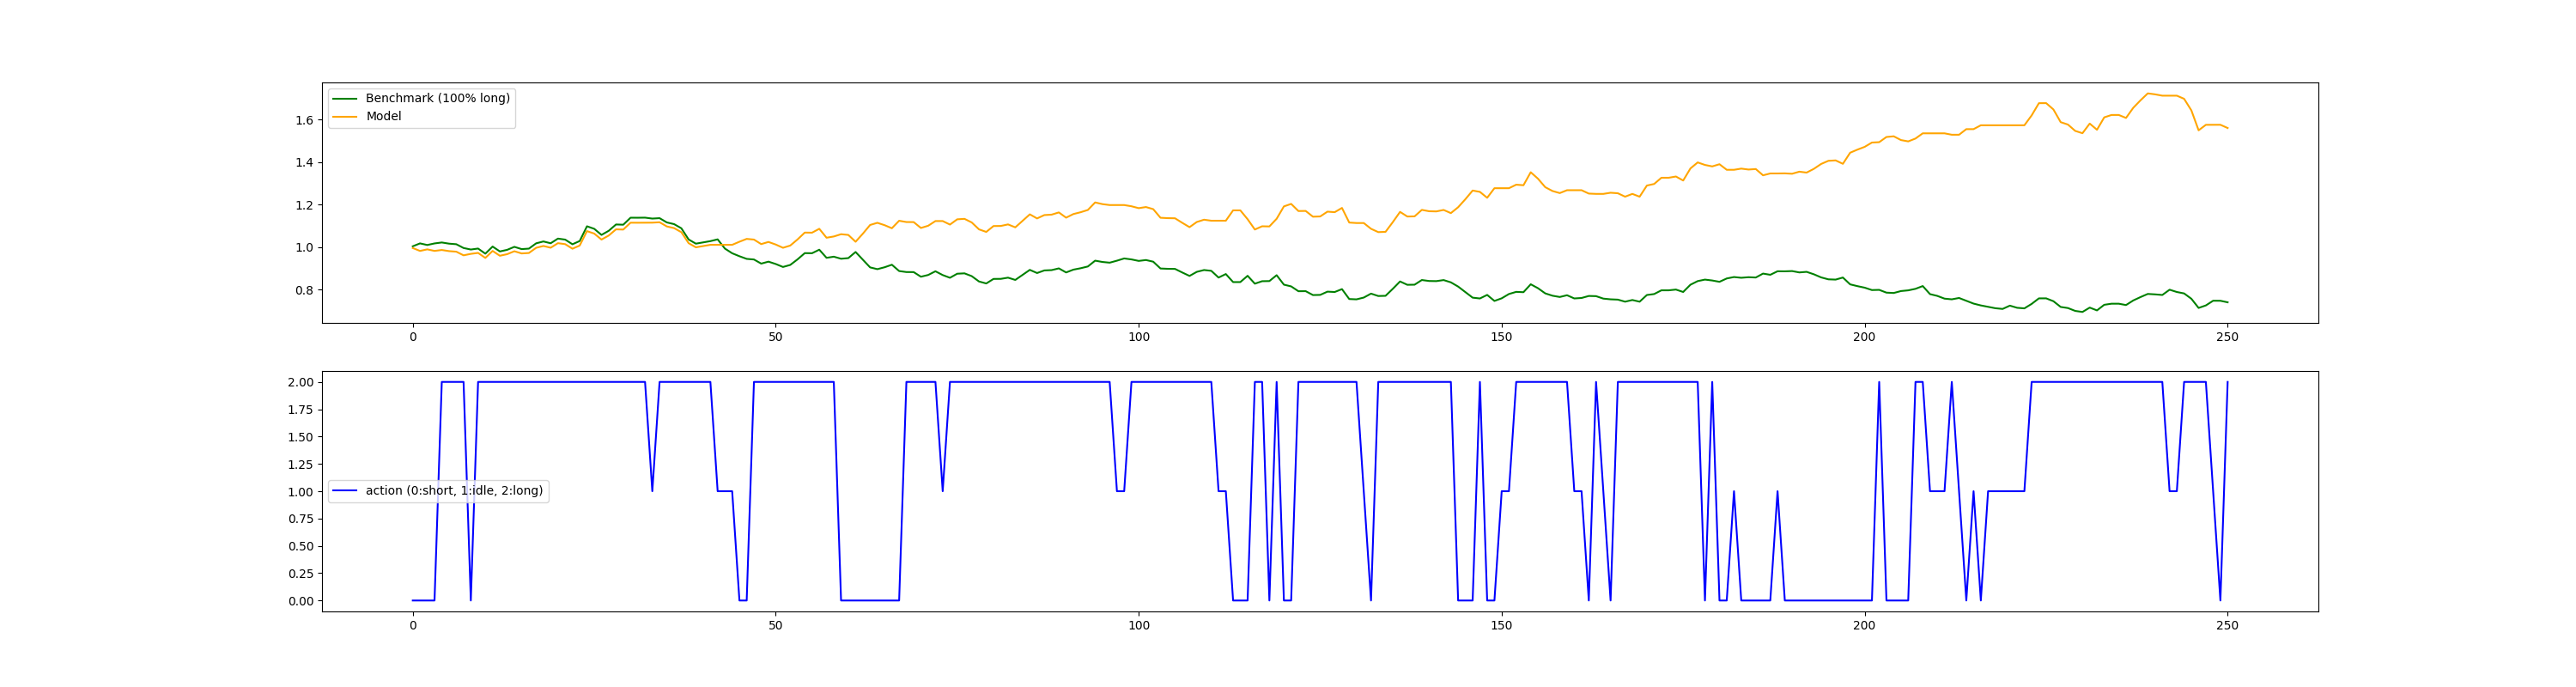 Benchmark (100% long)
Model
1.6
1.4
1.2
1.0
0.8
0 50 100 150 200 250
2.00
1.75
1.50
1.25
1.00
0.75
0.50
0.25
0.00
action (0:short, 1:idle, 2:long)
0 50 100 150 200 250